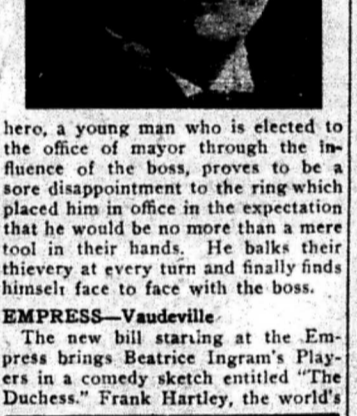 hero, a young man who is elected to
the office of mayor through the in-
fluence of the boss, proves to be a
sore disappointment to the ring which
placed him in office in the expectation
that he would be no more than a mere
tool in their hands. He balks their
thievery at every turn and finally finds
himself face to face with the boss.
EMPRESS—Vaudeville
The new bill starting at the Em-
press brings Beatrice Ingram's Play-
ers in a comedy sketch entitled "The
Duchess." Frank Hartley, the world's